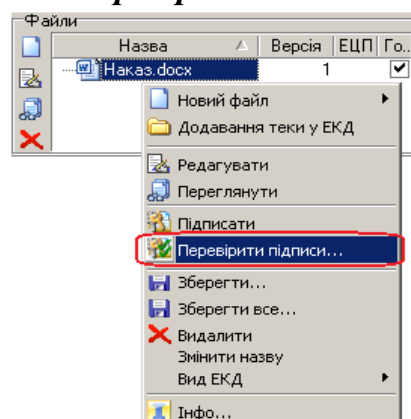 Файли
Назва Версія ЕЦП Го..
Наказ.docx 1
Новий файл
Додавання теки у ЕКД
Редагувати
Переглянути
Підписати
Перевірити підписи...
Зберегти...
Зберегти все...
Видалити
Змінити назву
Вид ЕКД
Інфо...